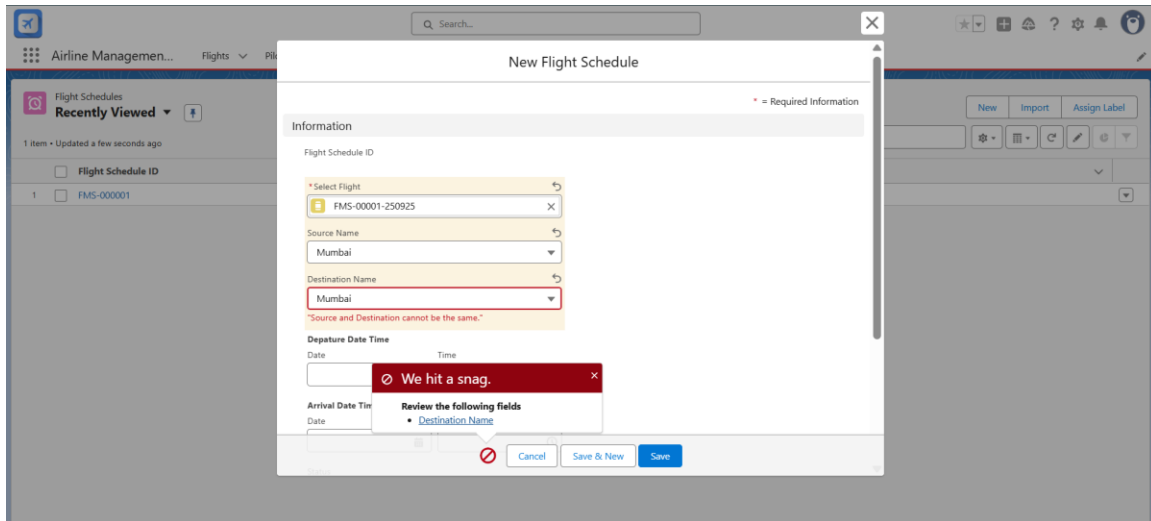 Search...
Airline Managemen...
Flights
New Flight Schedule
* = Required Information
Flight Schedules
Recently Viewed
New
Import
Assign Label
1 item • Updated a few seconds ago
Information
Flight Schedule ID
Flight Schedule ID
1
FMS-000001
*Select Flight
FMS-00001-250925
Source Name
Mumbai
Destination Name
Mumbai
"Source and Destination cannot be the same."
Depature Date Time
Date
Time
We hit a snag.
Arrival Date Tim
Review the following fields
Date
• Destination Name
Cancel
Save & New
Save
Status